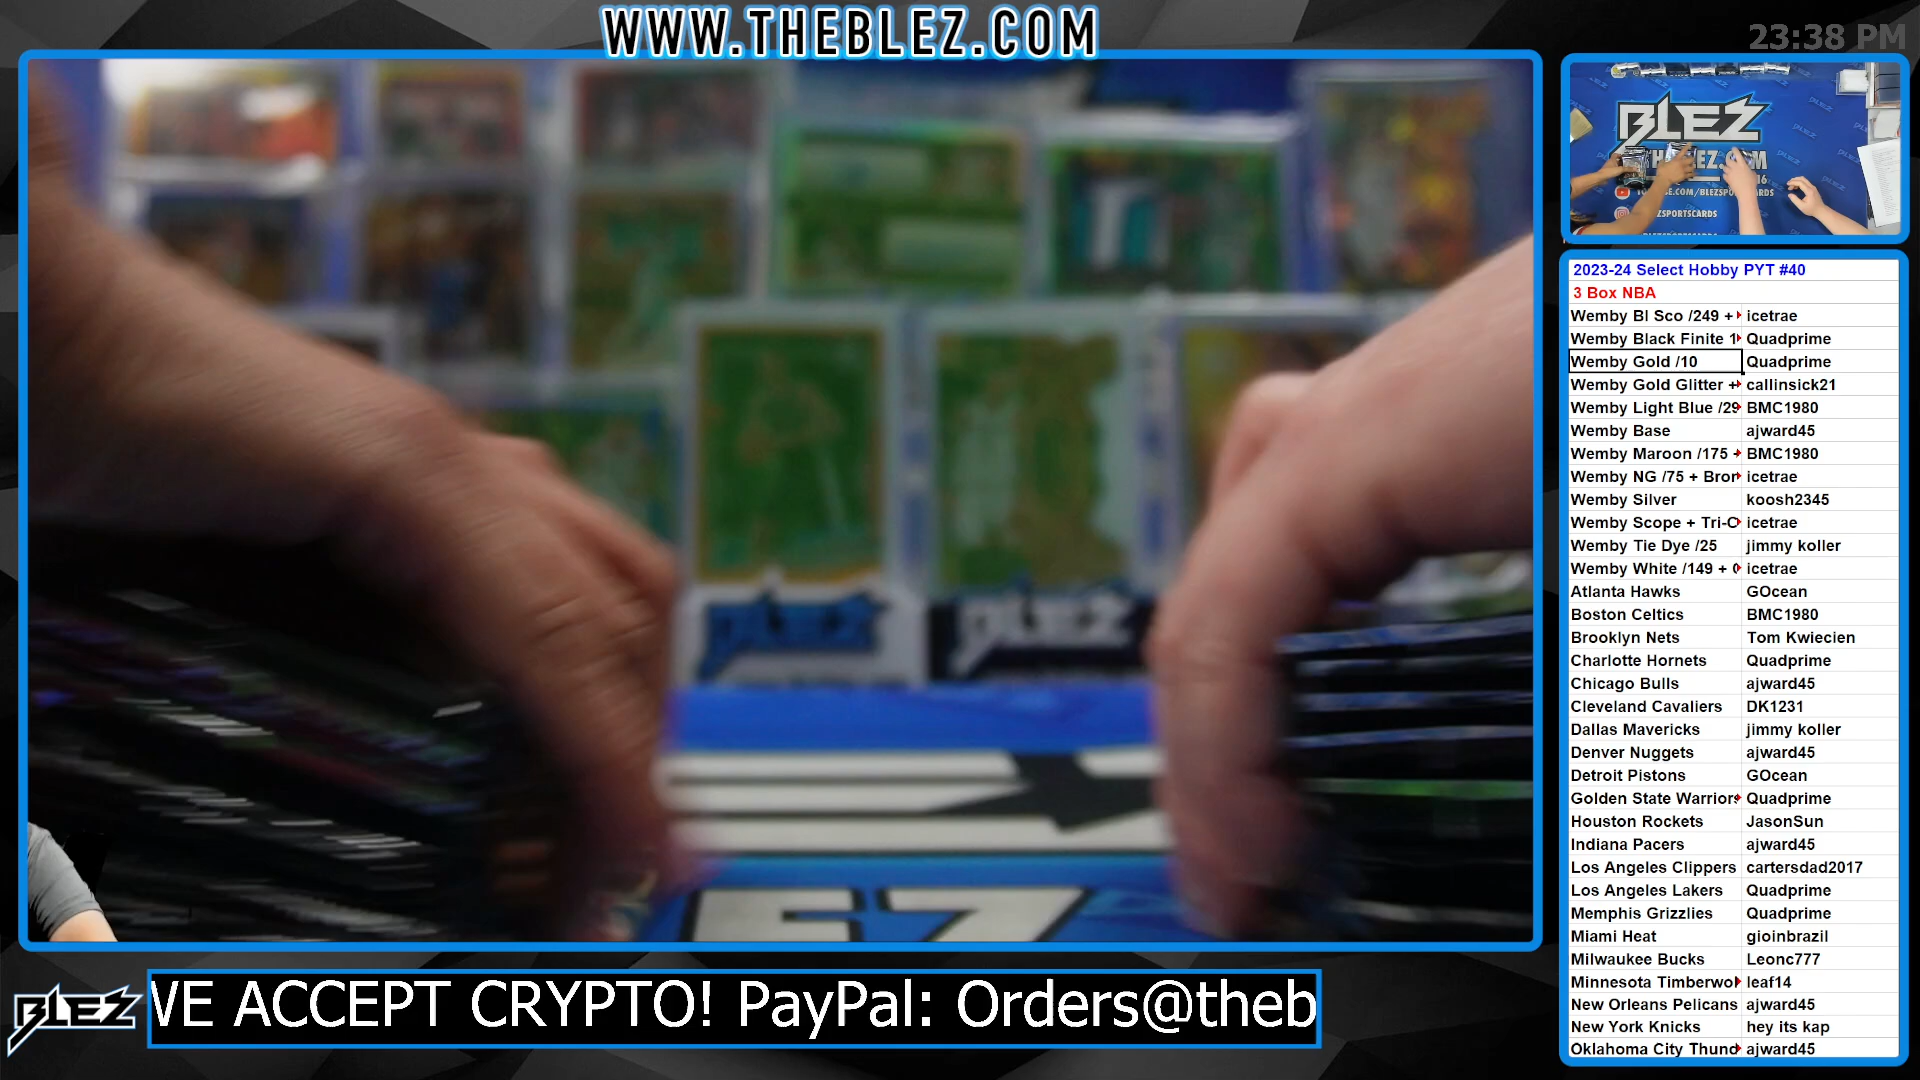 WWW.THEBLEZ.COM
23:38 PM
BLEZ
2023-24 Select Hobby PYT #40
3 Box NBA
Wemby Bl Sco /249 + icetrae
Wemby Black Finite 1 Quadprime
Wemby Gold /10 Quadprime
Wemby Gold Glitter + callinsick21
Wemby Light Blue /29 BMC1980
Wemby Base ajward45
Wemby Maroon /175 + BMC1980
Wemby NG /75 + Bron icetrae
Wemby Silver koosh2345
Wemby Scope + Tri-C icetrae
Wemby Tie Dye /25 jimmy koller
Wemby White /149 + icetrae
Atlanta Hawks GOcean
Boston Celtics BMC1980
Brooklyn Nets Tom Kwiecien
Charlotte Hornets Quadprime
Chicago Bulls ajward45
Cleveland Cavaliers DK1231
Dallas Mavericks jimmy koller
Denver Nuggets ajward45
Detroit Pistons GOcean
Golden State Warriors Quadprime
Houston Rockets JasonSun
Indiana Pacers ajward45
Los Angeles Clippers cartersdad2017
Los Angeles Lakers Quadprime
Memphis Grizzlies Quadprime
Miami Heat gioinbrazil
Milwaukee Bucks Leonc777
Minnesota Timberwol leaf14
New Orleans Pelicans ajward45
New York Knicks hey its kap
Oklahoma City Thund ajward45
BLEZ BLEZ
EZ
BLEZ
WE ACCEPT CRYPTO! PayPal: Orders@theb